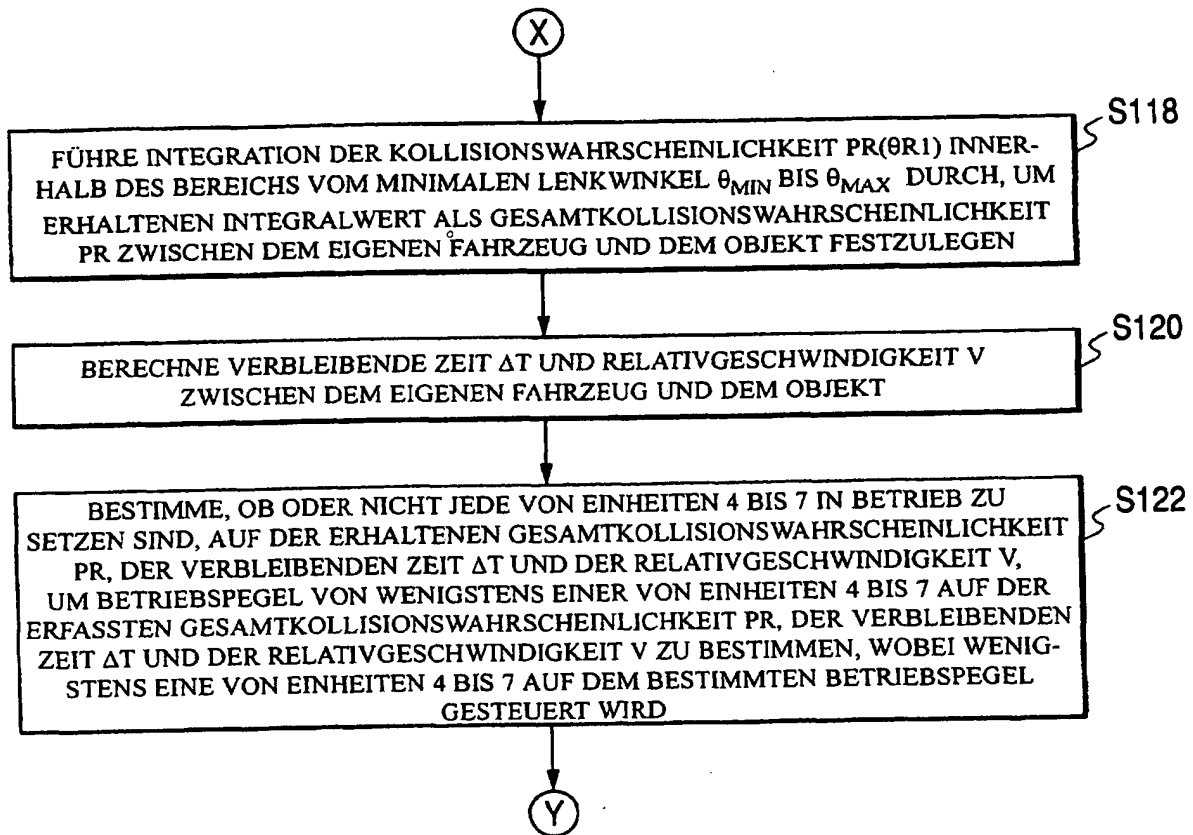 X
S118
FÜHRE INTEGRATION DER KOLLISIONSWAHRSCHEINLICHKEIT PR(θR1) INNER-
HALB DES BEREICHS VOM MINIMALEN LENKWINKEL θMIN BIS θMAX DURCH, UM
ERHALTENEN INTEGRALWERT ALS GESAMTKOLLISIONSWAHRSCHEINLICHKEIT
PR ZWISCHEN DEM EIGENEN FAHRZEUG UND DEM OBJEKT FESTZULEGEN
S120
BERECHNE VERBLEIBENDE ZEIT ΔT UND RELATIVGESCHWINDIGKEIT V
ZWISCHEN DEM EIGENEN FAHRZEUG UND DEM OBJEKT
S122
BESTIMME, OB ODER NICHT JEDE VON EINHEITEN 4 BIS 7 IN BETRIEB ZU
SETZEN SIND, AUF DER ERHALTENEN GESAMTKOLLISIONSWAHRSCHEINLICHKEIT
PR, DER VERBLEIBENDEN ZEIT ΔT UND DER RELATIVGESCHWINDIGKEIT V,
UM BETRIEBSPEGEL VON WENIGSTENS EINER VON EINHEITEN 4 BIS 7 AUF DER
ERFASSTEN GESAMTKOLLISIONSWAHRSCHEINLICHKEIT PR, DER VERBLEIBENDEN
ZEIT ΔT UND DER RELATIVGESCHWINDIGKEIT V ZU BESTIMMEN, WOBEI WENIG-
STENS EINE VON EINHEITEN 4 BIS 7 AUF DEM BESTIMMTEN BETRIEBSPEGEL
GESTEUERT WIRD
Y